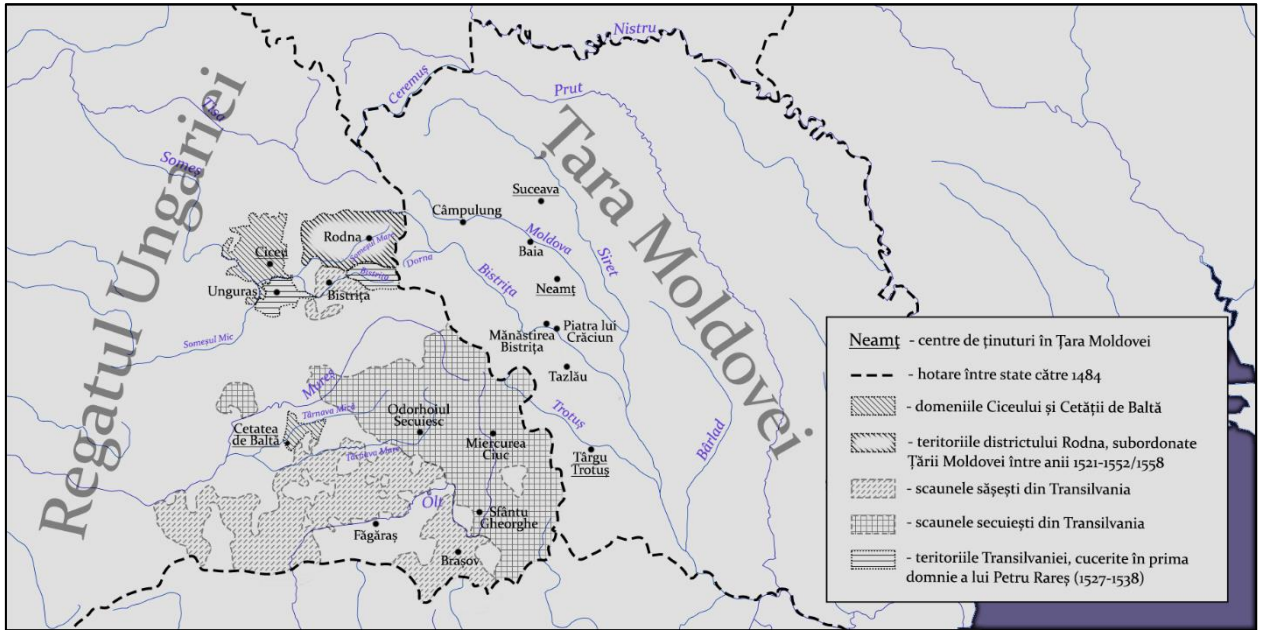 Regatul Ungariei
Țara Moldovei
Nistru
Ceremuș
Prut
Tisa
Someș
Suceava
Câmpulung
Rodna
Someșul Mare
Moldova
Baia
Siret
Ciceu
Dorna
Bistrița
Bistrița
Neamț
Unguraș
Bistrița
Piatra lui
Crăciun
Mănăstirea
Bistrița
Someșul Mic
Tazlău
Mureș
Târnava Mică
Odorhoiul
Secuiesc
Trotuș
Cetatea
de Baltă
Miercurea
Ciuc
Bârlad
Târnava Mare
Târgu
Trotuș
Olt
Sfântu
Gheorghe
Făgăraș
Brașov
Neamț - centre de ținuturi în Țara Moldovei
- hotare între state către 1484
- domeniile Ciceului și Cetății de Baltă
- teritoriile districtului Rodna, subordonate
Țării Moldovei între anii 1521-1552/1558
- scaunele săsești din Transilvania
- scaunele secuiești din Transilvania
- teritoriile Transilvaniei, cucerite în prima
domnie a lui Petru Rareș (1527-1538)